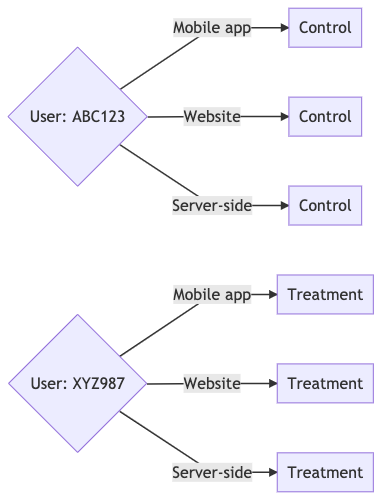 Mobile app
Control
User: ABC123
Website
Control
Server-side
Control
Mobile app
Treatment
User: XYZ987
Website
Treatment
Server-side
Treatment